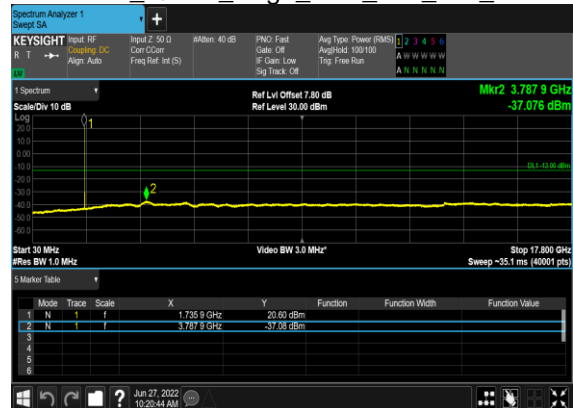 Spectrum Analyzer 1
Swept SA
KEYSIGHT
R T
LV
Input: RF
Coupling: DC
Align: Auto
Input Z: 50 Ω
Corr CCorr
Freq Ref: Int (S)
#Atten: 40 dB
PNO: Fast
Gate: Off
IF Gain: Low
Sig Track: Off
Avg Type: Power (RMS)
Avg|Hold: 100/100
Trig: Free Run
1 2 3 4 5 6
A W W W W W
A N N N N N
1 Spectrum
Scale/Div 10 dB
Ref Lvl Offset 7.80 dB
Ref Level 30.00 dBm
Mkr2 3.787 9 GHz
-37.076 dBm
Log
20.0
10.0
0.00
-10.0
-20.0
-30.0
-40.0
-50.0
-60.0
1
2
DL1 -13.00 dBm
Start 30 MHz
#Res BW 1.0 MHz
Video BW 3.0 MHz*
Stop 17.800 GHz
Sweep ~35.1 ms (40001 pts)
5 Marker Table
Mode Trace Scale X Y Function Function Width Function Value
1 N 1 f 1.735 9 GHz 20.60 dBm
2 N 1 f 3.787 9 GHz -37.08 dBm
3
4
5
6
?
Jun 27, 2022
10:20:44 AM